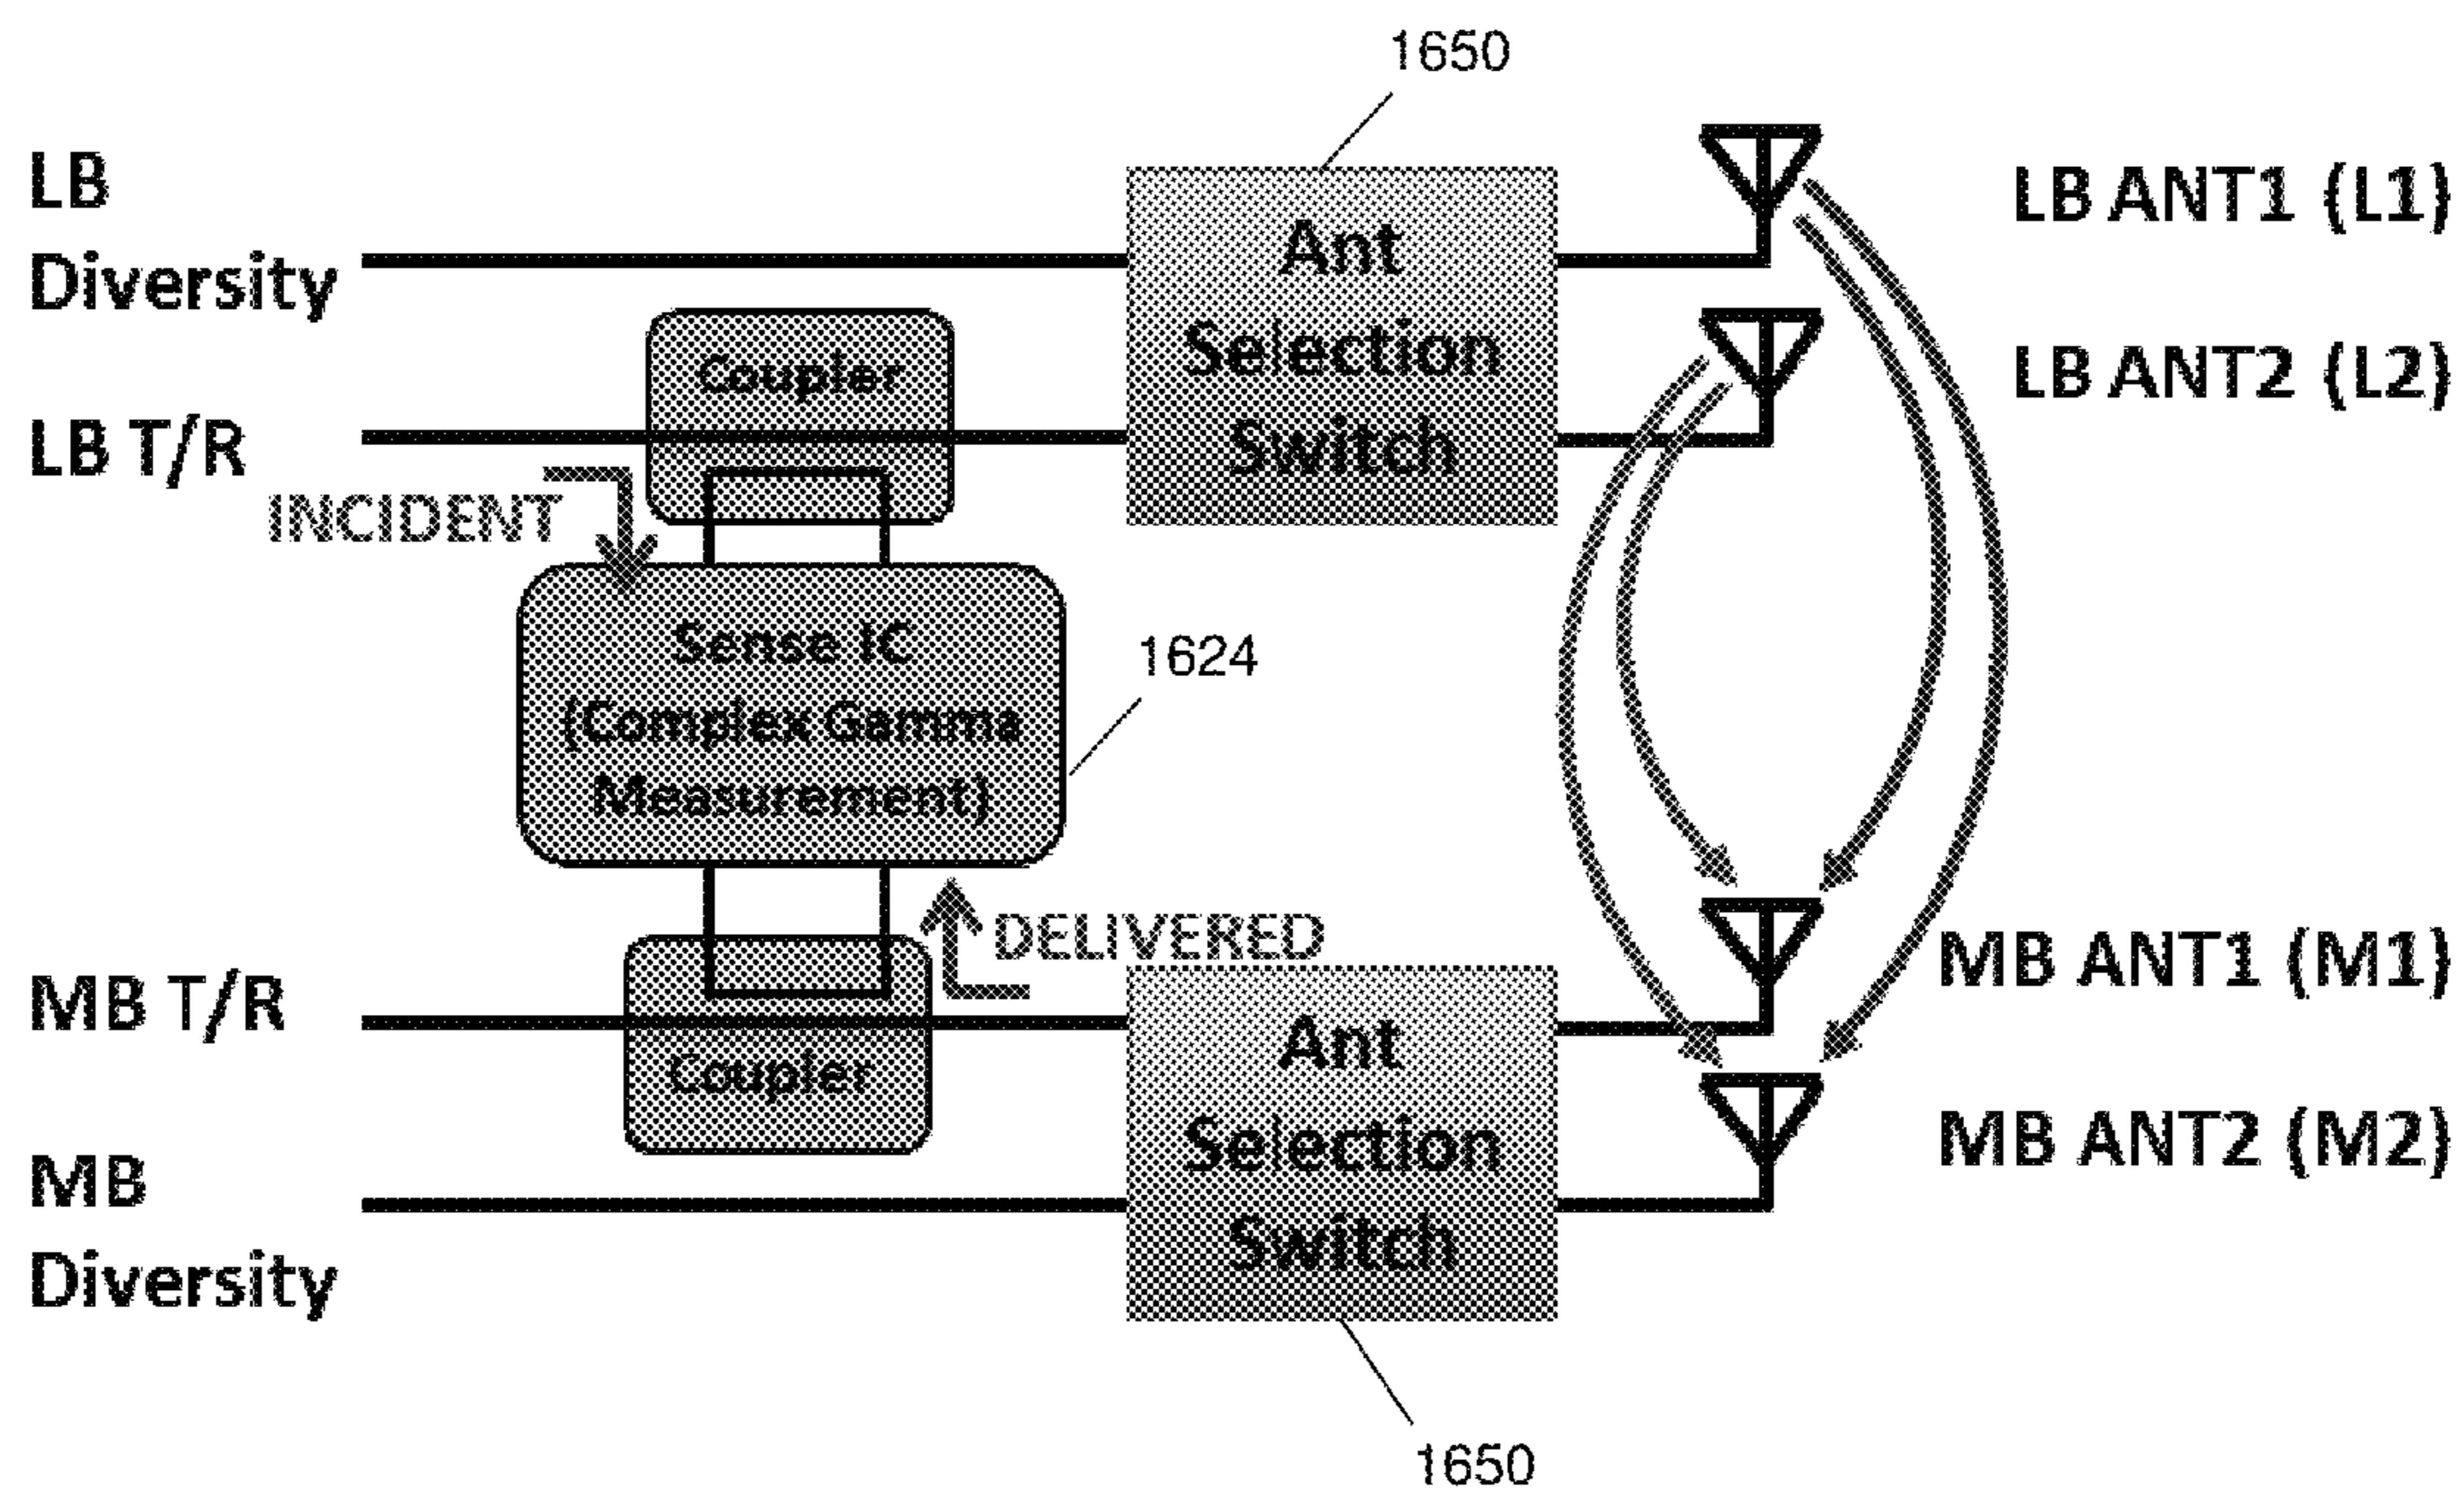 1650
LB
Diversity
LB ANT1 (L1)
Ant
Selection
Switch
LB ANT2 (L2)
Coupler
LB T/R
INCIDENT
Sense IC
(Complex Gamma
Measurement)
1624
DELIVERED
MB T/R
MB ANT1 (M1)
Coupler
Ant
Selection
Switch
MB ANT2 (M2)
MB
Diversity
1650